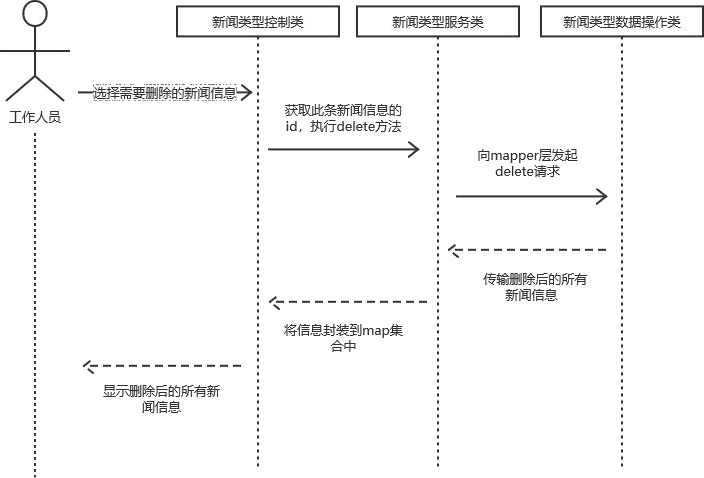 新闻类型控制类
新闻类型服务类
新闻类型数据操作类
工作人员
选择需要删除的新闻信息
获取此条新闻信息的
id，执行delete方法
向mapper层发起
delete请求
传输删除后的所有
新闻信息
将信息封装到map集
合中
显示删除后的所有新
闻信息